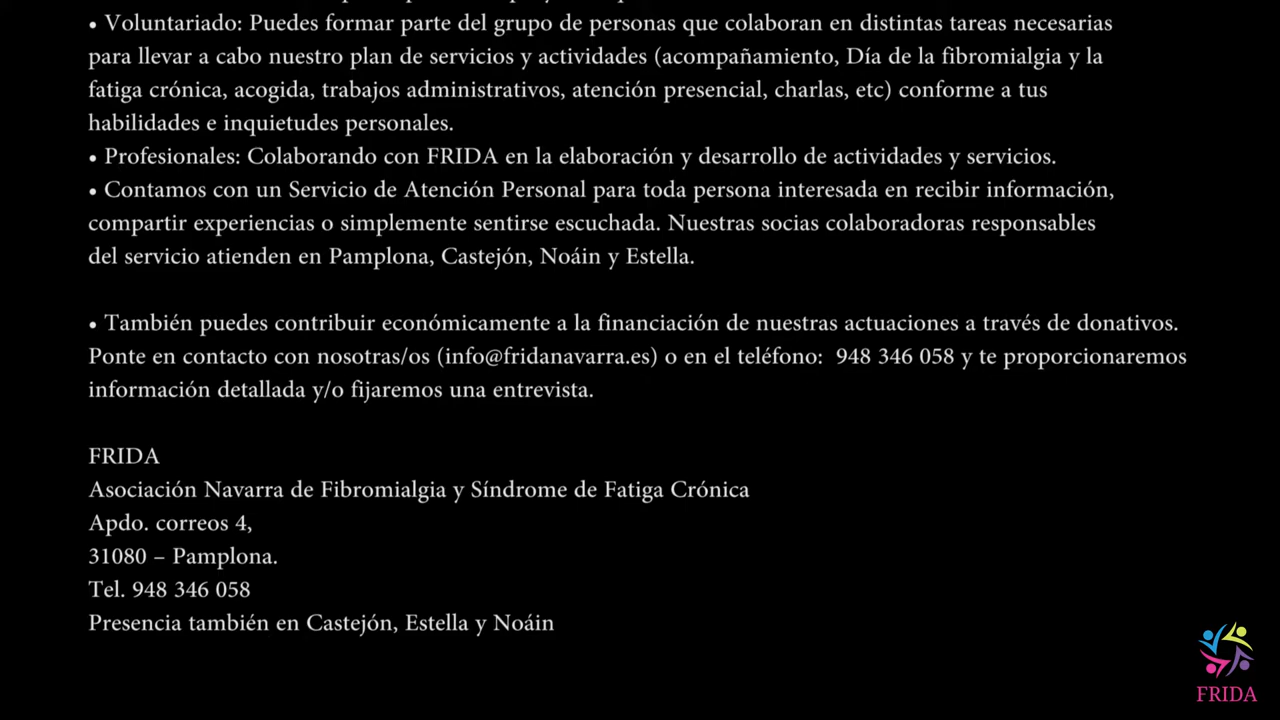 • Voluntariado: Puedes formar parte del grupo de personas que colaboran en distintas tareas necesarias
para llevar a cabo nuestro plan de servicios y actividades (acompañamiento, Día de la fibromialgia y la
fatiga crónica, acogida, trabajos administrativos, atención presencial, charlas, etc) conforme a tus
habilidades e inquietudes personales.
• Profesionales: Colaborando con FRIDA en la elaboración y desarrollo de actividades y servicios.
• Contamos con un Servicio de Atención Personal para toda persona interesada en recibir información,
compartir experiencias o simplemente sentirse escuchada. Nuestras socias colaboradoras responsables
del servicio atienden en Pamplona, Castejón, Noáin y Estella.
• También puedes contribuir económicamente a la financiación de nuestras actuaciones a través de donativos.
Ponte en contacto con nosotras/os (info@fridanavarra.es) o en el teléfono:  948 346 058 y te proporcionaremos
información detallada y/o fijaremos una entrevista.
FRIDA
Asociación Navarra de Fibromialgia y Síndrome de Fatiga Crónica
Apdo. correos 4,
31080 – Pamplona.
Tel. 948 346 058
Presencia también en Castejón, Estella y Noáin
FRIDA